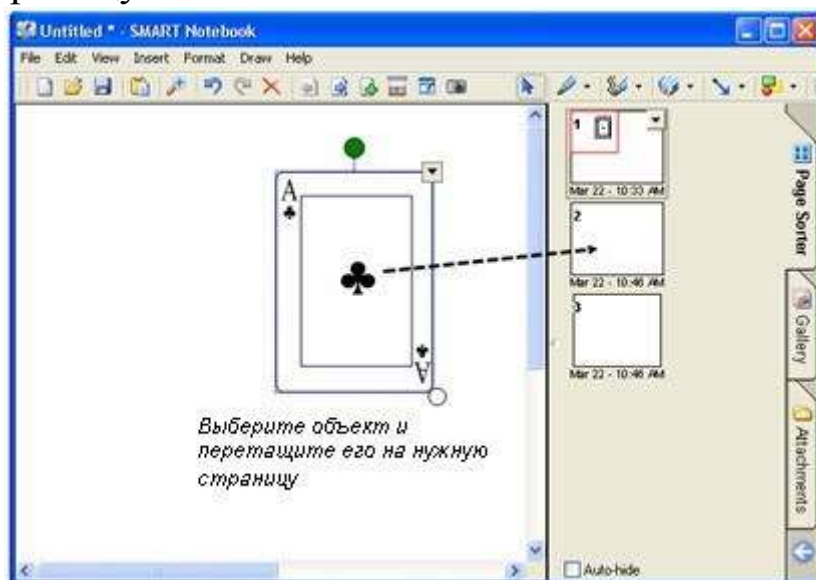 Untitled * - SMART Notebook
File Edit View Insert Format Draw Help
1
Mar 22 - 10:33 AM
2
Mar 22 - 10:46 AM
3
Mar 22 - 10:46 AM
A
A
Выберите объект и
перетащите его на нужную
страницу
Page Sorter
Gallery
Attachments
Auto-hide